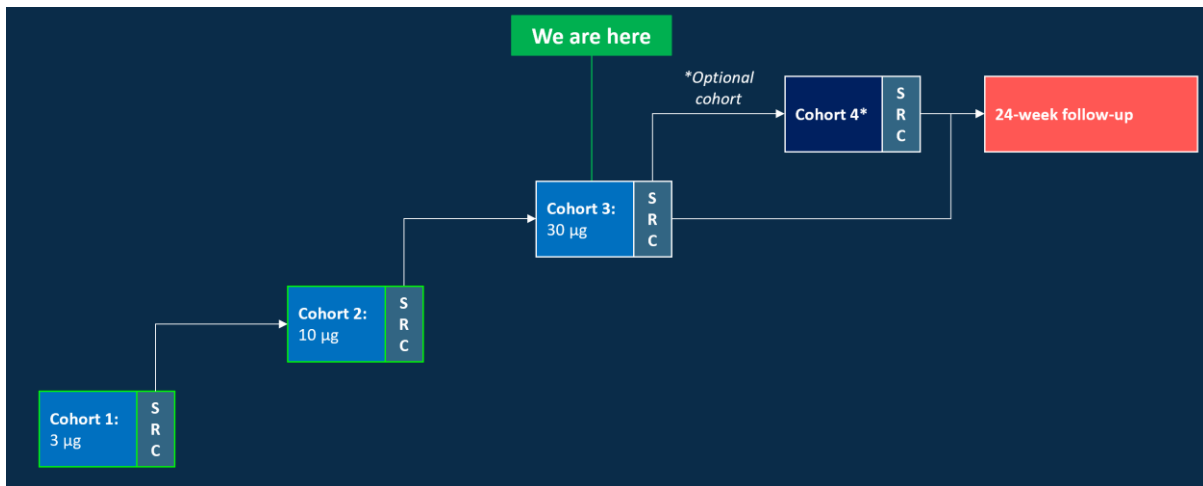 We are here
*Optional
cohort
Cohort 4*
S
R
C
24-week follow-up
Cohort 3:
30 µg
S
R
C
Cohort 2:
10 µg
S
R
C
Cohort 1:
3 µg
S
R
C